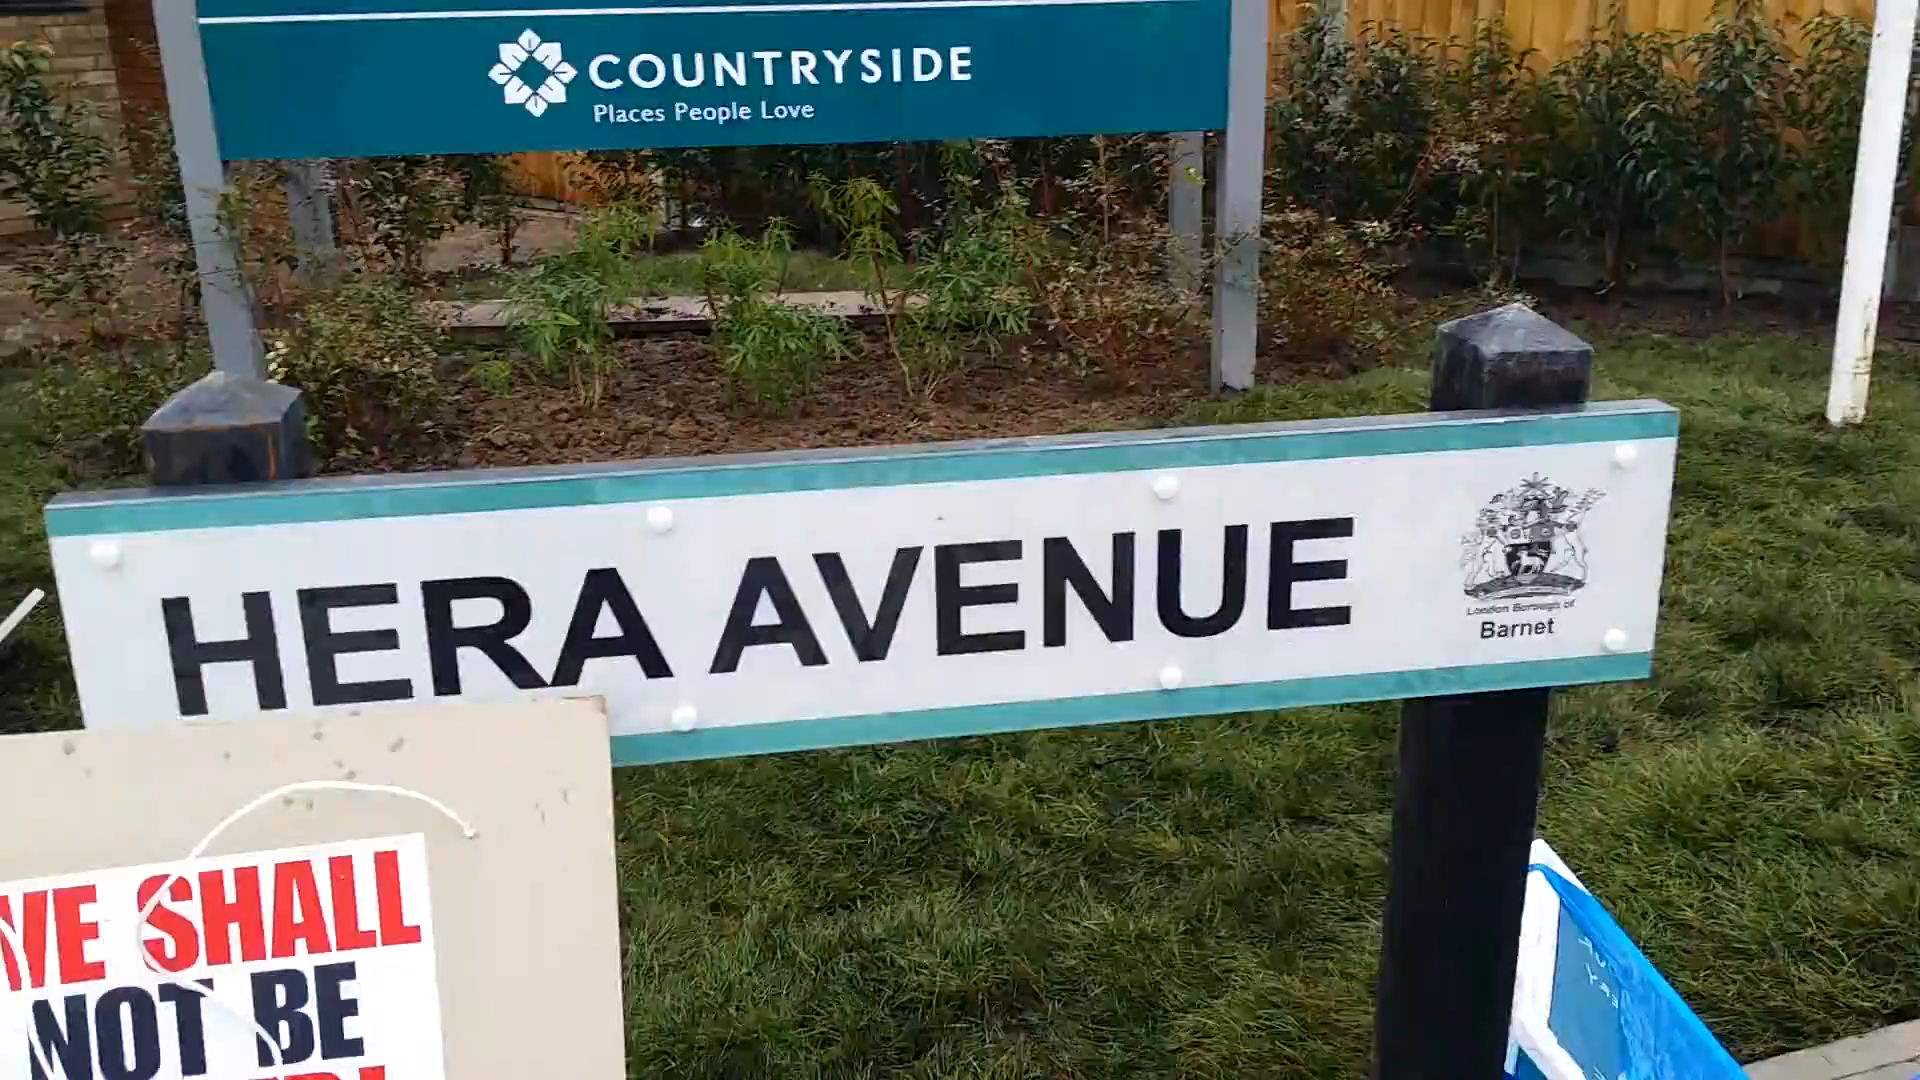 COUNTRYSIDE
Places People Love
HERA AVENUE
London Borough of
Barnet
WE SHALL
NOT BE